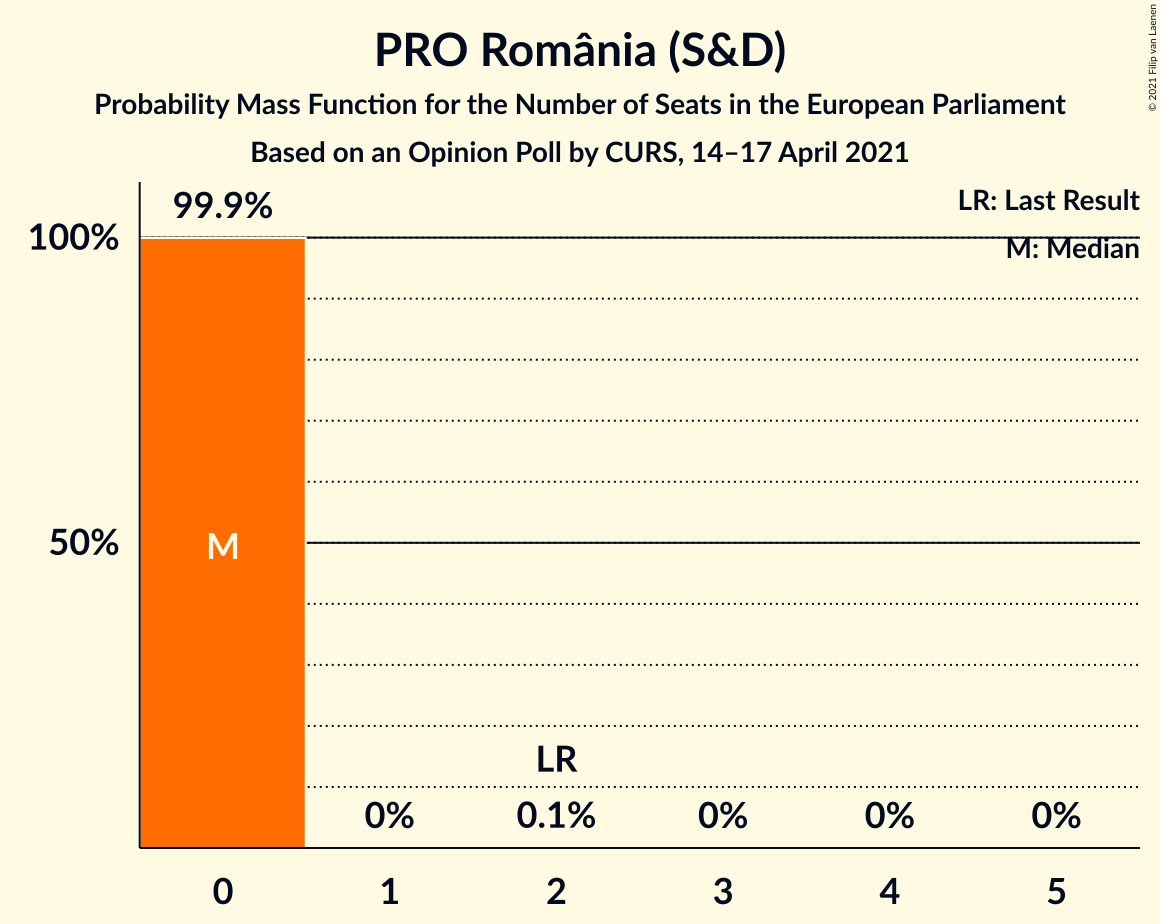 PRO România (S&D)
Probability Mass Function for the Number of Seats in the European Parliament
Based on an Opinion Poll by CURS, 14–17 April 2021
© 2021 Filip van Laenen
LR: Last Result
M: Median
99.9%
100%
50%
M
LR
0%
0.1%
0%
0%
0%
0 1 2 3 4 5